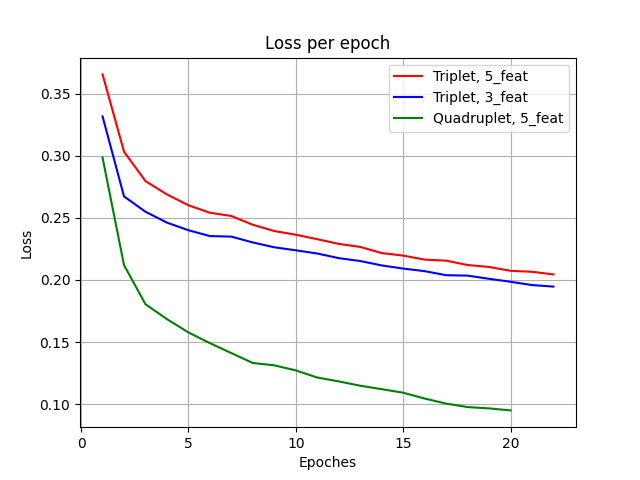 Loss per epoch
Triplet, 5_feat
Triplet, 3_feat
Quadruplet, 5_feat
Loss
0.35
0.30
0.25
0.20
0.15
0.10
0
5
10
15
20
Epoches